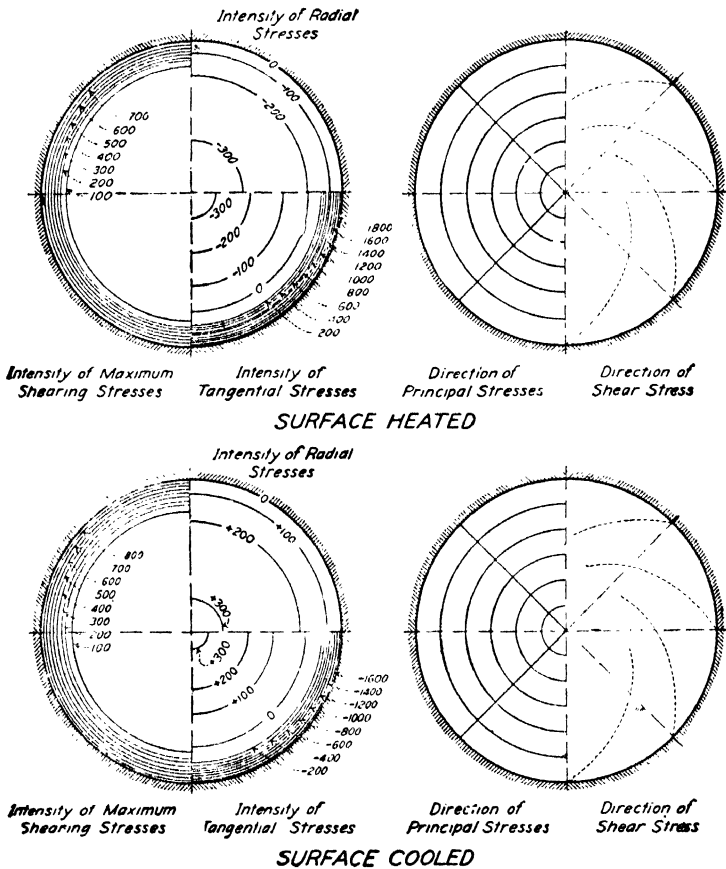 Intensity of Radial
Stresses
0
-100
-200
-300
700
600
500
400
300
200
100
-300
-200
-100
0
1800
1600
1400
1200
1000
800
600
400
200
Intensity of Maximum
Shearing Stresses
Intensity of
Tangential Stresses
Direction of
Principal Stresses
Direction of
Shear Stress
SURFACE HEATED
Intensity of Radial
Stresses
0
+100
+200
+300
800
700
600
500
400
300
200
100
+300
+200
+100
0
-1600
-1400
-1200
-1000
-800
-600
-400
-200
Intensity of Maximum
Shearing Stresses
Intensity of
Tangential Stresses
Direction of
Principal Stresses
Direction of
Shear Stress
SURFACE COOLED